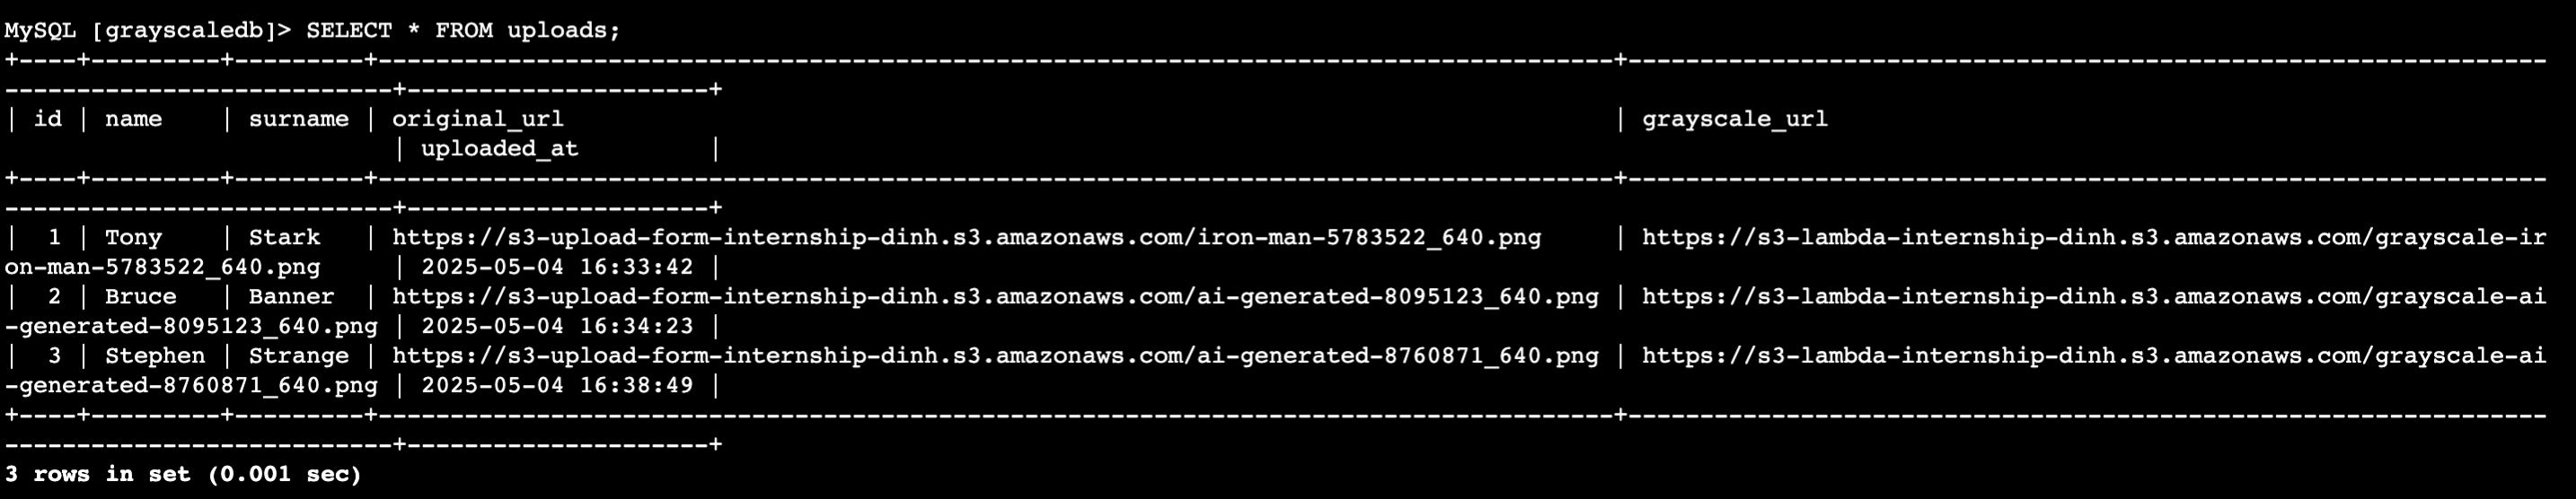 MySQL [grayscaledb]> SELECT * FROM uploads;
+----+---------+---------+--------------------------------------------------------------------------------------+----------------------------------------------------------------
-----------------------------+---------------------+
| id | name    | surname | original_url                                                                         | grayscale_url
                           | uploaded_at         |
+----+---------+---------+--------------------------------------------------------------------------------------+----------------------------------------------------------------
-----------------------------+---------------------+
|  1 | Tony    | Stark   | https://s3-upload-form-internship-dinh.s3.amazonaws.com/iron-man-5783522_640.png     | https://s3-lambda-internship-dinh.s3.amazonaws.com/grayscale-ir
on-man-5783522_640.png     | 2025-05-04 16:33:42 |
|  2 | Bruce   | Banner  | https://s3-upload-form-internship-dinh.s3.amazonaws.com/ai-generated-8095123_640.png | https://s3-lambda-internship-dinh.s3.amazonaws.com/grayscale-ai
-generated-8095123_640.png | 2025-05-04 16:34:23 |
|  3 | Stephen | Strange | https://s3-upload-form-internship-dinh.s3.amazonaws.com/ai-generated-8760871_640.png | https://s3-lambda-internship-dinh.s3.amazonaws.com/grayscale-ai
-generated-8760871_640.png | 2025-05-04 16:38:49 |
+----+---------+---------+--------------------------------------------------------------------------------------+----------------------------------------------------------------
-----------------------------+---------------------+
3 rows in set (0.001 sec)